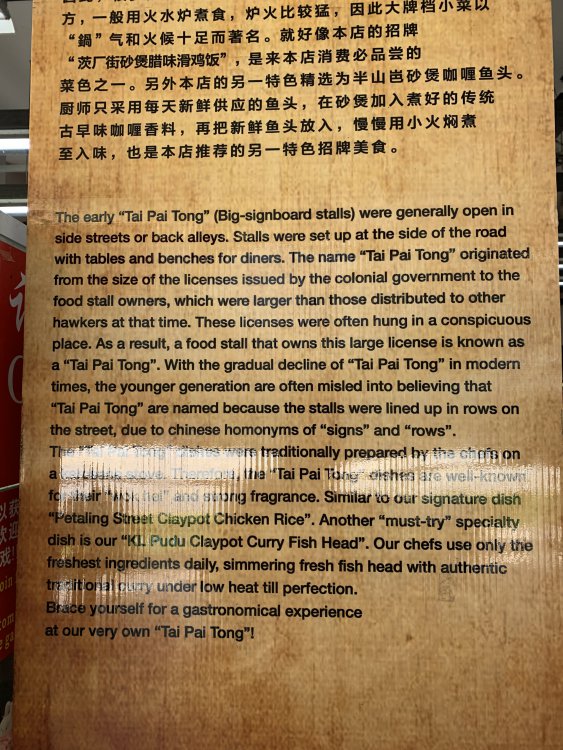 方，一般用火水炉煮食，炉火比较猛，因此大牌档小菜以
“鍋”气和火候十足而著名。就好像本店的招牌
“茨厂街砂煲腊味滑鸡饭”，是来本店消费必品尝的
菜色之一。另外本店的另一特色精选为半山岜砂煲咖喱鱼头。
厨师只采用每天新鲜供应的鱼头，在砂煲加入煮好的传统
古早味咖喱香料，再把新鲜鱼头放入，慢慢用小火焖煮
至入味，也是本店推荐的另一特色招牌美食。
The early “Tai Pai Tong” (Big-signboard stalls) were generally open in
side streets or back alleys. Stalls were set up at the side of the road
with tables and benches for diners. The name “Tai Pai Tong” originated
from the size of the licenses issued by the colonial government to the
food stall owners, which were larger than those distributed to other
hawkers at that time. These licenses were often hung in a conspicuous
place. As a result, a food stall that owns this large license is known as
a “Tai Pai Tong”. With the gradual decline of “Tai Pai Tong” in modern
times, the younger generation are often misled into believing that
“Tai Pai Tong” are named because the stalls were lined up in rows on
the street, due to chinese homonyms of “signs” and “rows”.
The “Tai Pai Tong” dishes were traditionally prepared by the chefs on
a kerosene stove. Therefore, the “Tai Pai Tong” dishes are well-known
for their “wok hei” and strong fragrance. Similar to our signature dish
“Petaling Street Claypot Chicken Rice”. Another “must-try” specialty
dish is our “KL Pudu Claypot Curry Fish Head”. Our chefs use only the
freshest ingredients daily, simmering fresh fish head with authentic
traditional curry under low heat till perfection.
Brace yourself for a gastronomical experience
at our very own “Tai Pai Tong”!